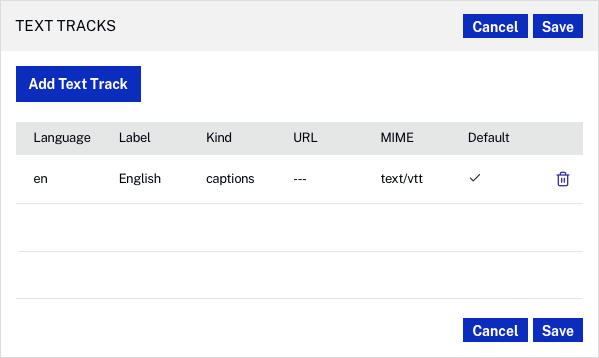 TEXT TRACKS Cancel Save
Add Text Track
Language Label Kind URL MIME Default
en English captions --- text/vtt ✓
Cancel Save